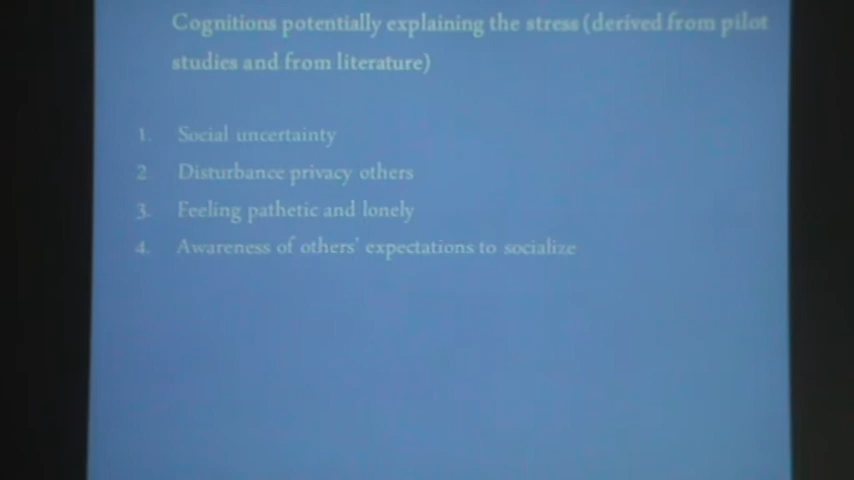 Cognitions potentially explaining the stress (derived from pilot
studies and from literature)
1. Social uncertainty
2. Disturbance privacy others
3. Feeling pathetic and lonely
4. Awareness of others' expectations to socialize